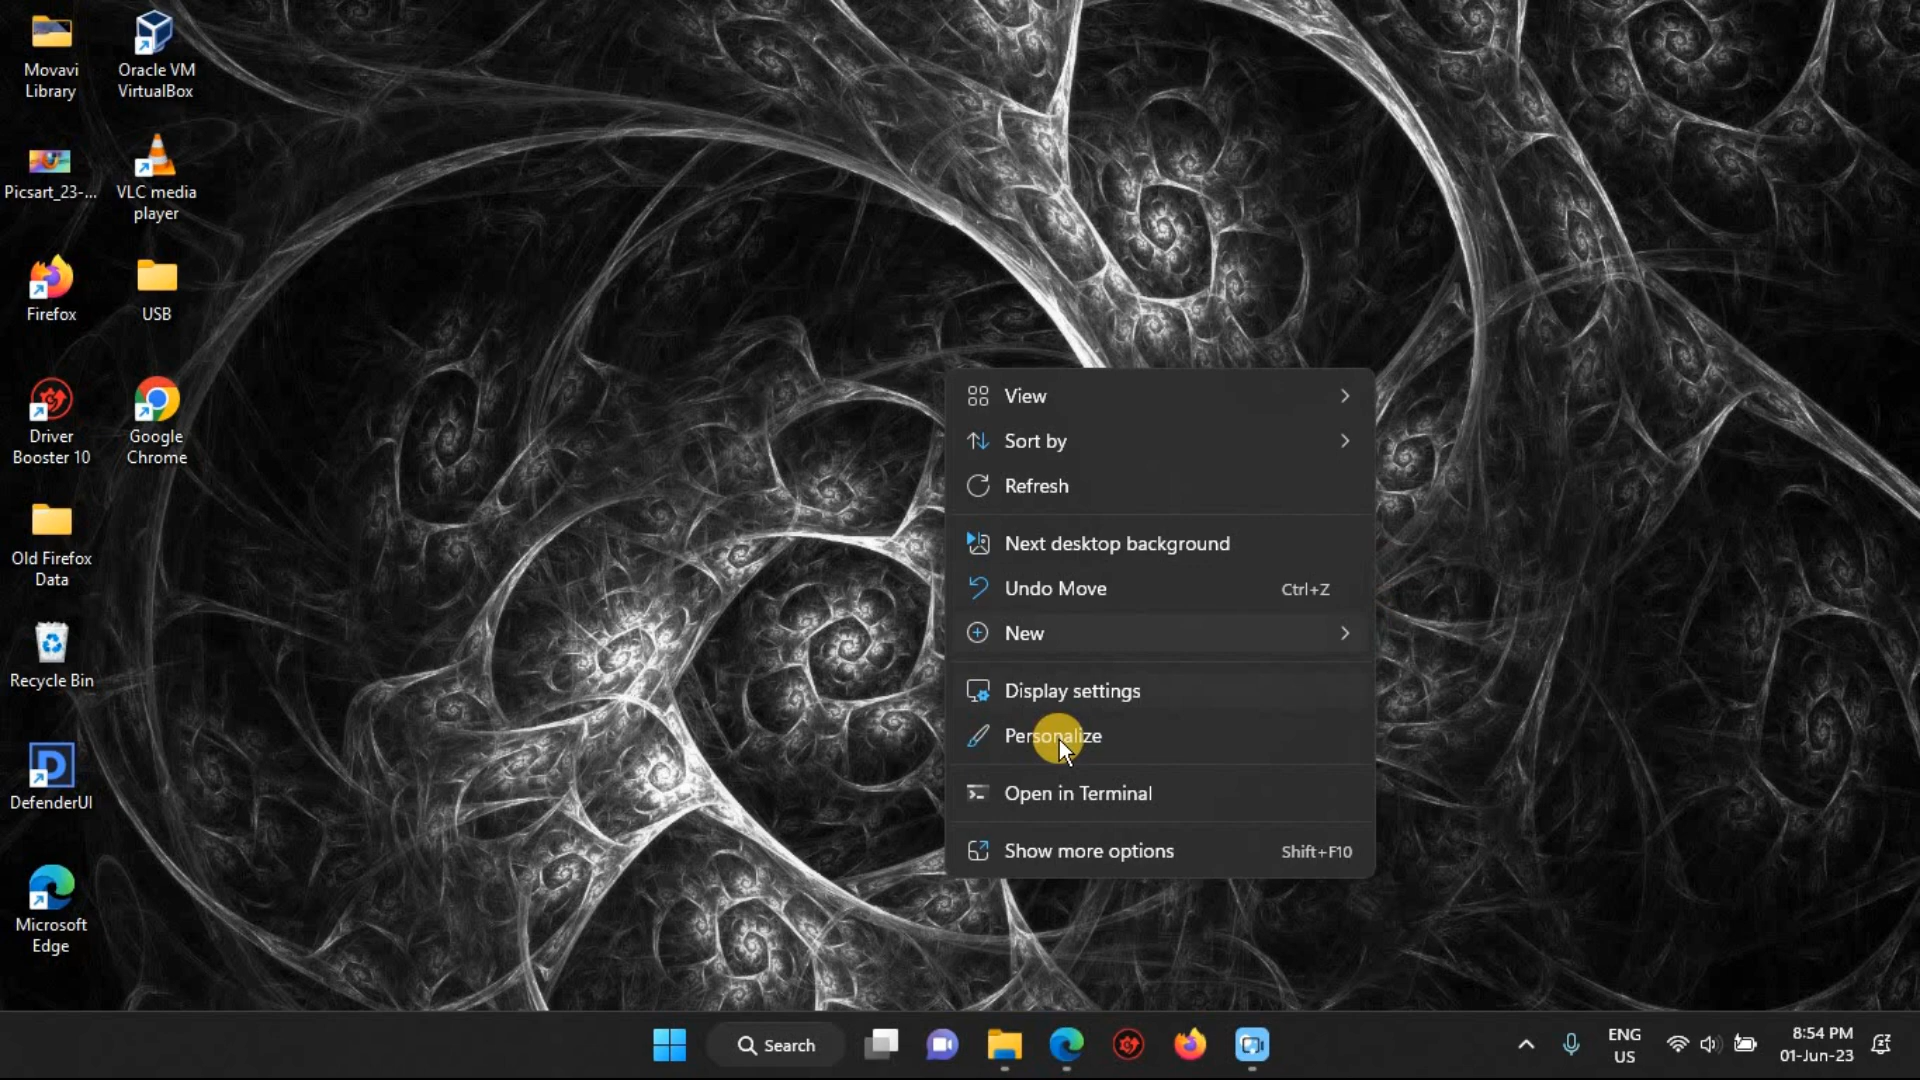 Movavi
Library
Oracle VM
VirtualBox
Picsart_23-...
VLC media
player
Firefox
USB
Driver
Booster 10
Google
Chrome
Old Firefox
Data
Recycle Bin
DefenderUI
Microsoft
Edge
View
Sort by
Refresh
Next desktop background
Undo Move Ctrl+Z
New
Display settings
Personalize
Open in Terminal
Show more options Shift+F10
Search
ENG
US
8:54 PM
01-Jun-23